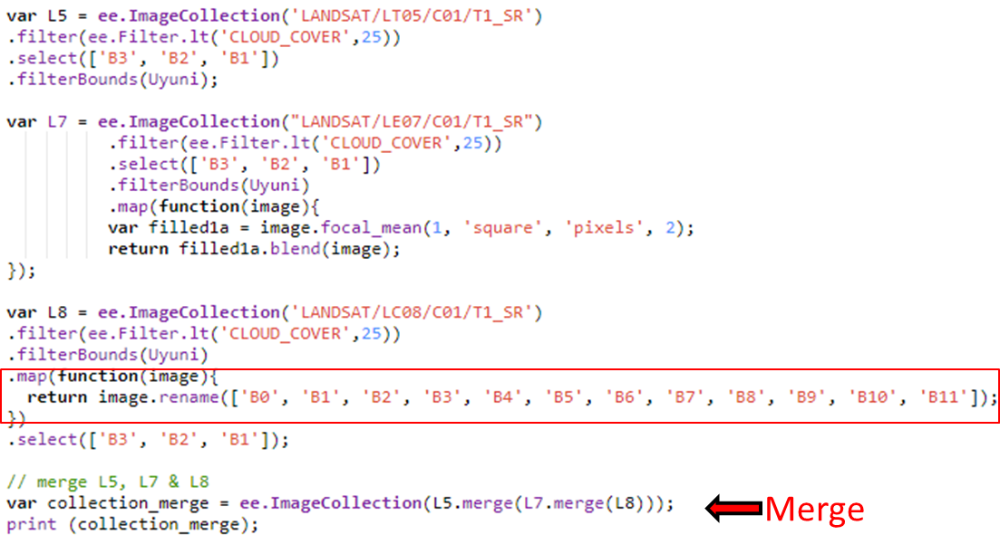 var L5 = ee.ImageCollection('LANDSAT/LT05/C01/T1_SR')
.filter(ee.Filter.lt('CLOUD_COVER',25))
.select(['B3', 'B2', 'B1'])
.filterBounds(Uyuni);
var L7 = ee.ImageCollection("LANDSAT/LE07/C01/T1_SR")
.filter(ee.Filter.lt('CLOUD_COVER',25))
.select(['B3', 'B2', 'B1'])
.filterBounds(Uyuni)
.map(function(image){
var filled1a = image.focal_mean(1, 'square', 'pixels', 2);
return filled1a.blend(image);
});
var L8 = ee.ImageCollection('LANDSAT/LC08/C01/T1_SR')
.filter(ee.Filter.lt('CLOUD_COVER',25))
.filterBounds(Uyuni)
.map(function(image){
return image.rename(['B0', 'B1', 'B2', 'B3', 'B4', 'B5', 'B6', 'B7', 'B8', 'B9', 'B10', 'B11']);
})
.select(['B3', 'B2', 'B1']);
// merge L5, L7 & L8
var collection_merge = ee.ImageCollection(L5.merge(L7.merge(L8))); Merge
print (collection_merge);